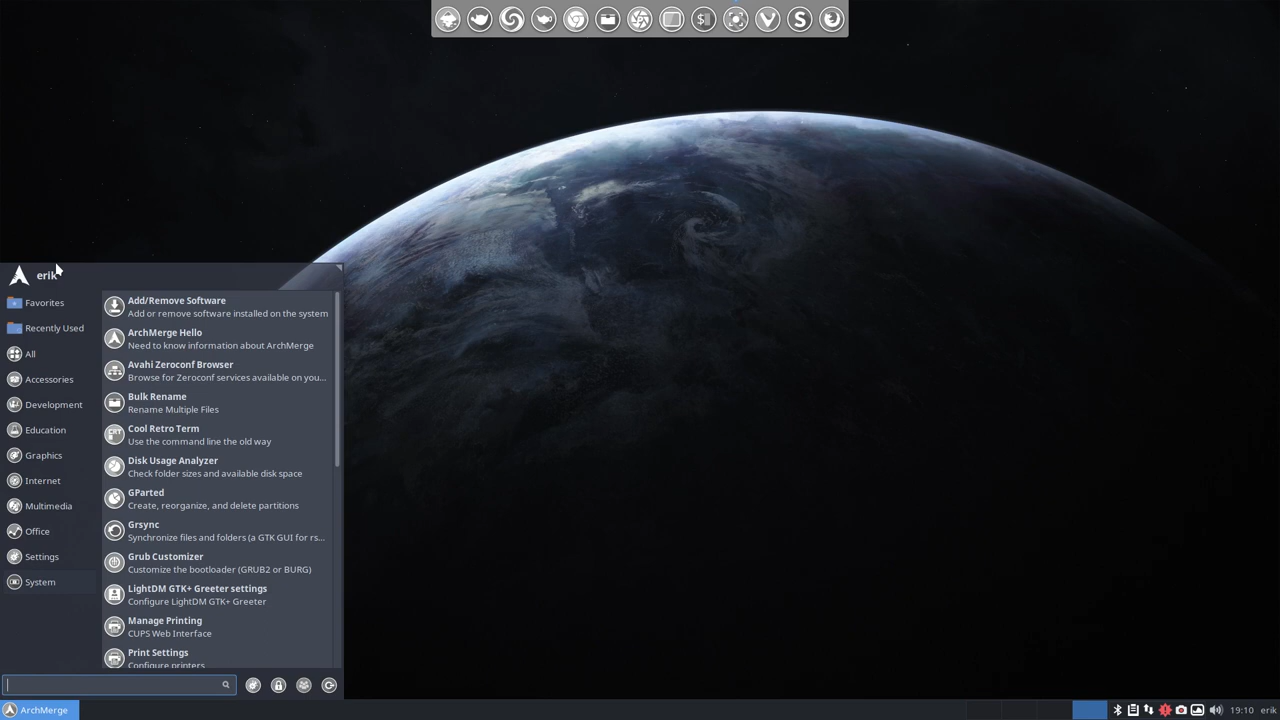 erik
Favorites
Recently Used
All
Accessories
Development
Education
Graphics
Internet
Multimedia
Office
Settings
System
Add/Remove Software
Add or remove software installed on the system
ArchMerge Hello
Need to know information about ArchMerge
Avahi Zeroconf Browser
Browse for Zeroconf services available on you...
Bulk Rename
Rename Multiple Files
Cool Retro Term
Use the command line the old way
Disk Usage Analyzer
Check folder sizes and available disk space
GParted
Create, reorganize, and delete partitions
Grsync
Synchronize files and folders (a GTK GUI for rs...
Grub Customizer
Customize the bootloader (GRUB2 or BURG)
LightDM GTK+ Greeter settings
Configure LightDM GTK+ Greeter
Manage Printing
CUPS Web Interface
Print Settings
Configure printers
ArchMerge
19:10 erik